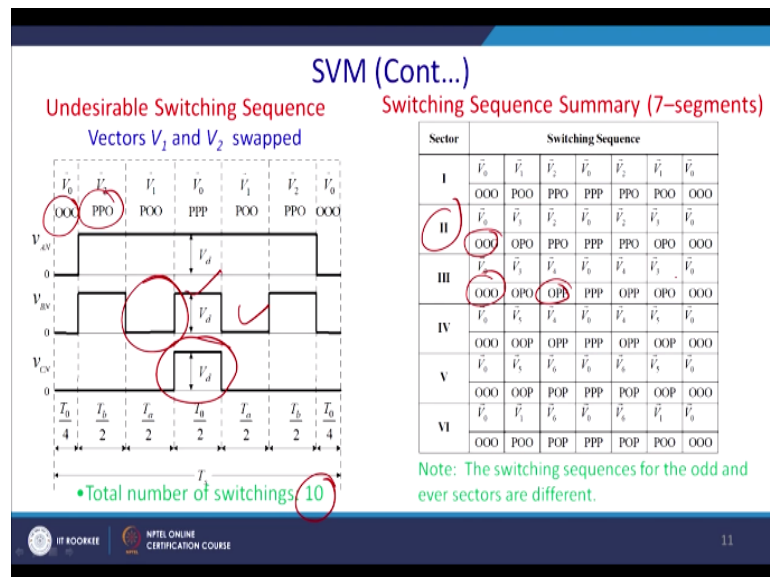 SVM (Cont...)
Undesirable Switching Sequence
Vectors V1 and V2 swapped
V0 V2 V1 V0 V1 V2 V0
OOO PPO POO PPP POO PPO OOO
vAN
0
Vd
vBN
0
Vd
vCN
0
Vd
T0/4 Tb/2 Ta/2 T0/2 Ta/2 Tb/2 T0/4
•Total number of switchings: 10
Switching Sequence Summary (7–segments)
Sector Switching Sequence
I V0 V1 V2 V0 V2 V1 V0
OOO POO PPO PPP PPO POO OOO
II V0 V3 V2 V0 V2 V3 V0
OOO OPO PPO PPP PPO OPO OOO
III V0 V3 V4 V0 V4 V3 V0
OOO OPO OPP PPP OPP OPO OOO
IV V0 V5 V4 V0 V4 V5 V0
OOO OOP OPP PPP OPP OOP OOO
V V0 V5 V6 V0 V6 V5 V0
OOO OOP POP PPP POP OOP OOO
VI V0 V1 V6 V0 V6 V1 V0
OOO POO POP PPP POP POO OOO
Note: The switching sequences for the odd and
ever sectors are different.
IIT ROORKEE
NPTEL ONLINE
CERTIFICATION COURSE
11